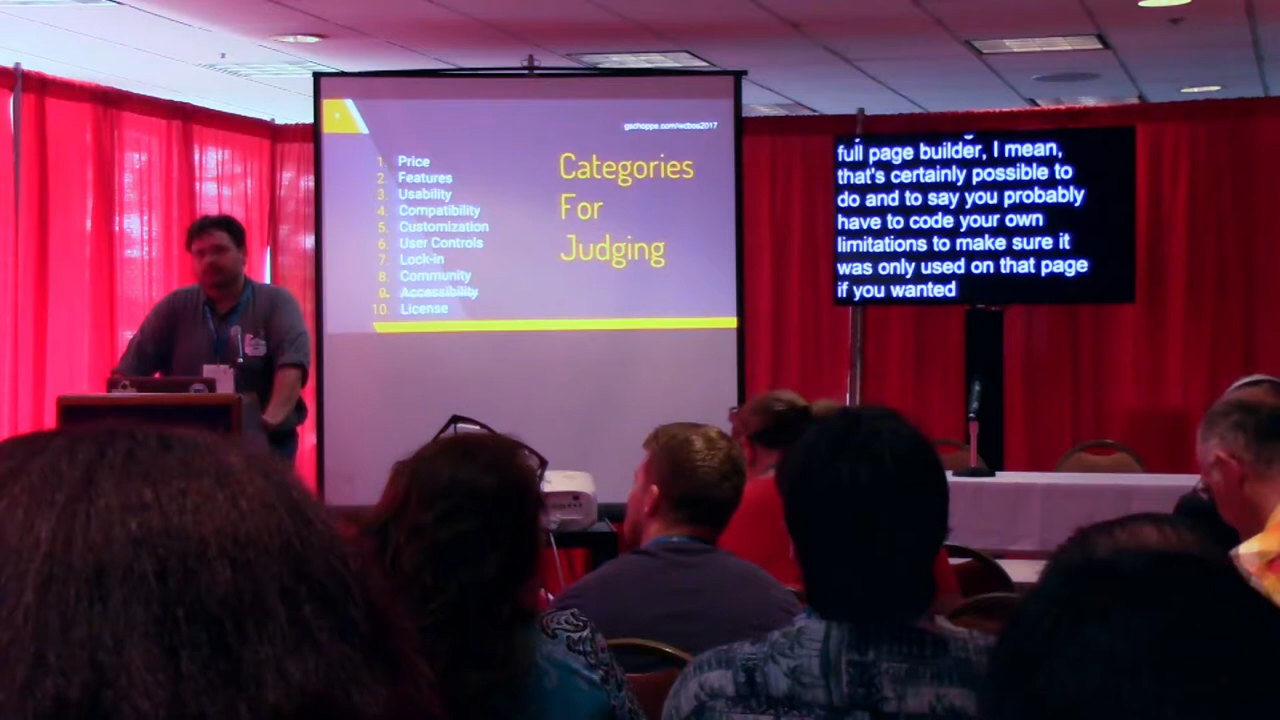 gschoppe.com/wcbos2017
1. Price
2. Features
3. Usability
4. Compatibility
5. Customization
6. User Controls
7. Lock-in
8. Community
9. Accessibility
10. License
Categories
For
Judging
full page builder, I mean,
that's certainly possible to
do and to say you probably
have to code your own
limitations to make sure it
was only used on that page
if you wanted